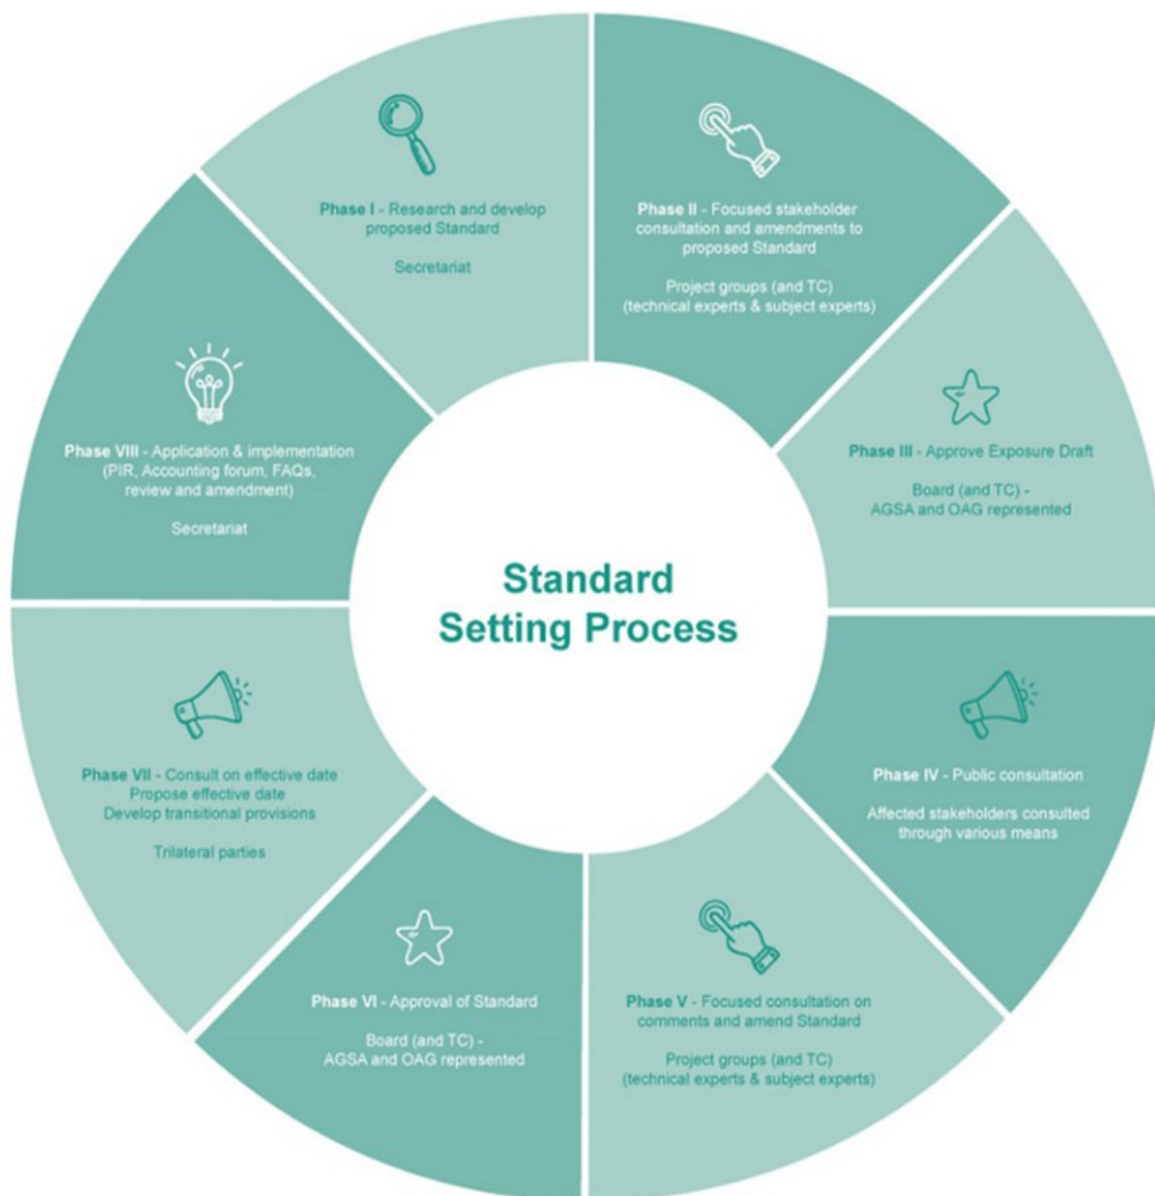 Phase I - Research and develop
proposed Standard
Secretariat
Phase II - Focused stakeholder
consultation and amendments to
proposed Standard
Project groups (and TC)
(technical experts & subject experts)
Phase III - Approve Exposure Draft
Board (and TC) -
AGSA and OAG represented
Phase IV - Public consultation
Affected stakeholders consulted
through various means
Phase V - Focused consultation on
comments and amend Standard
Project groups (and TC)
(technical experts & subject experts)
Phase VI - Approval of Standard
Board (and TC) -
AGSA and OAG represented
Phase VII - Consult on effective date
Propose effective date
Develop transitional provisions
Trilateral parties
Phase VIII - Application & implementation
(PIR, Accounting forum, FAQs,
review and amendment)
Secretariat
Standard
Setting Process